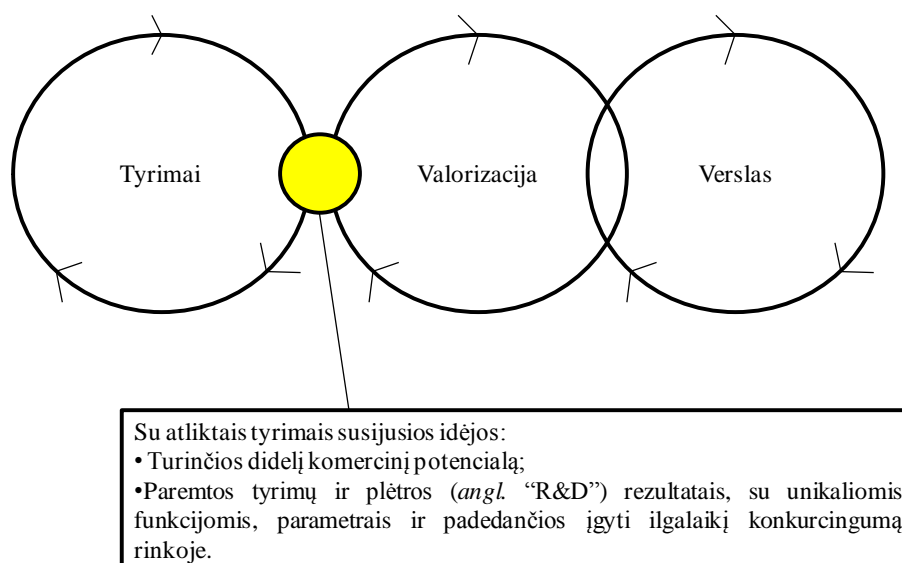 Tyrimai
Valorizacija
Verslas
Su atliktais tyrimais susijusios idėjos:
• Turinčios didelį komercinį potencialą;
•Paremtos tyrimų ir plėtros (angl. “R&D”) rezultatais, su unikaliomis
funkcijomis, parametrais ir padedančios įgyti ilgalaikį konkurcingumą
rinkoje.